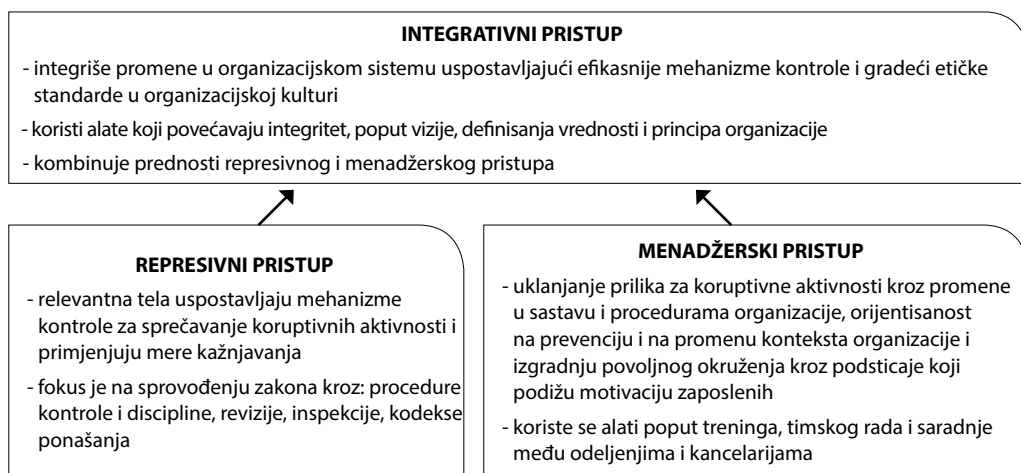 INTEGRATIVNI PRISTUP
- integriše promene u organizacijskom sistemu uspostavljajući efikasnije mehanizme kontrole i gradeći etičke
standarde u organizacijskoj kulturi
- koristi alate koji povećavaju integritet, poput vizije, definisanja vrednosti i principa organizacije
- kombinuje prednosti represivnog i menadžerskog pristupa
REPRESIVNI PRISTUP
- relevantna tela uspostavljaju mehanizme
kontrole za sprečavanje koruptivnih aktivnosti i
primjenjuju mere kažnjavanja
- fokus je na sprovođenju zakona kroz: procedure
kontrole i discipline, revizije, inspekcije, kodekse
ponašanja
MENADŽERSKI PRISTUP
- uklanjanje prilika za koruptivne aktivnosti kroz promene
u sastavu i procedurama organizacije, orijentisanost
na prevenciju i na promenu konteksta organizacije i
izgradnju povoljnog okruženja kroz podsticaje koji
podižu motivaciju zaposlenih
- koriste se alati poput treninga, timskog rada i saradnje
među odeljenjima i kancelarijama